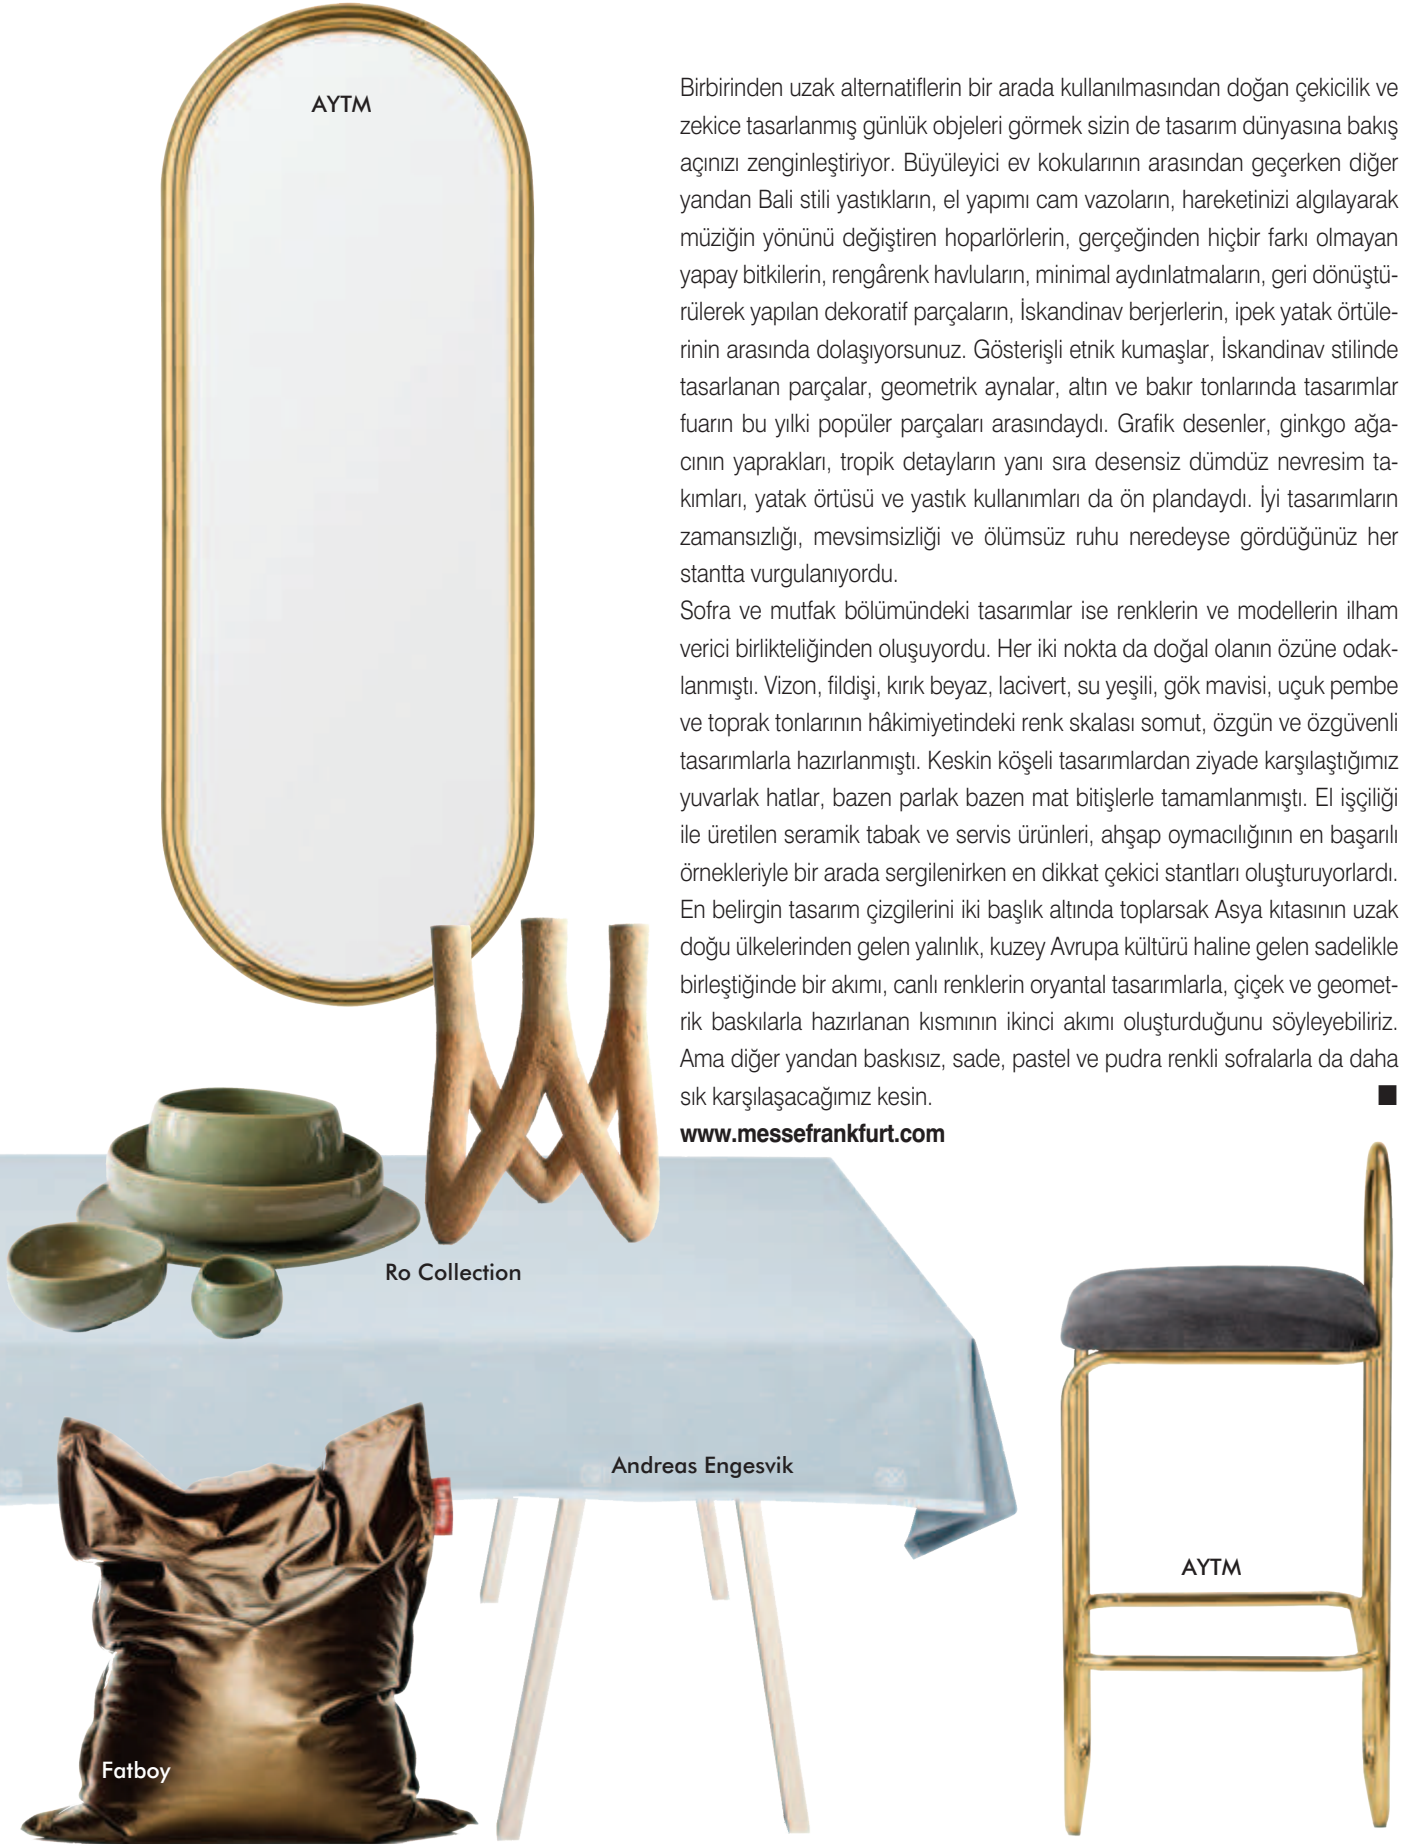 AYTM
Birbirinden uzak alternatiflerin bir arada kullanılmasından doğan çekicilik ve
zekice tasarlanmış günlük objeleri görmek sizin de tasarım dünyasına bakış
açınızı zenginleştiriyor. Büyüleyici ev kokularının arasından geçerken diğer
yandan Bali stili yastıkların, el yapımı cam vazoların, hareketinizi algılayarak
müziğin yönünü değiştiren hoparlörlerin, gerçeğinden hiçbir farkı olmayan
yapay bitkilerin, rengârenk havluların, minimal aydınlatmaların, geri dönüştü-
rülerek yapılan dekoratif parçaların, İskandinav berjerlerin, ipek yatak örtüle-
rinin arasında dolaşıyorsunuz. Gösterişli etnik kumaşlar, İskandinav stilinde
tasarlanan parçalar, geometrik aynalar, altın ve bakır tonlarında tasarımlar
fuarın bu yılki popüler parçaları arasındaydı. Grafik desenler, ginkgo ağa-
cının yaprakları, tropik detayların yanı sıra desensiz dümdüz nevresim ta-
kımları, yatak örtüsü ve yastık kullanımları da ön plandaydı. İyi tasarımların
zamansızlığı, mevsimsizliği ve ölümsüz ruhu neredeyse gördüğünüz her
stantta vurgulanıyordu.
Sofra ve mutfak bölümündeki tasarımlar ise renklerin ve modellerin ilham
verici birlikteliğinden oluşuyordu. Her iki nokta da doğal olanın özüne odak-
lanmıştı. Vizon, fildişi, kırık beyaz, lacivert, su yeşili, gök mavisi, uçuk pembe
ve toprak tonlarının hâkimiyetindeki renk skalası somut, özgün ve özgüvenli
tasarımlarla hazırlanmıştı. Keskin köşeli tasarımlardan ziyade karşılaştığımız
yuvarlak hatlar, bazen parlak bazen mat bitişlerle tamamlanmıştı. El işçiliği
ile üretilen seramik tabak ve servis ürünleri, ahşap oymacılığının en başarılı
örnekleriyle bir arada sergilenirken en dikkat çekici stantları oluşturuyorlardı.
En belirgin tasarım çizgilerini iki başlık altında toplarsak Asya kıtasının uzak
doğu ülkelerinden gelen yalınlık, kuzey Avrupa kültürü haline gelen sadelikle
birleştiğinde bir akımı, canlı renklerin oryantal tasarımlarla, çiçek ve geomet-
rik baskılarla hazırlanan kısmının ikinci akımı oluşturduğunu söyleyebiliriz.
Ama diğer yandan baskısız, sade, pastel ve pudra renkli sofralarla da daha
sık karşılaşacağımız kesin. ■
www.messefrankfurt.com
Ro Collection
Andreas Engesvik
AYTM
Fatboy